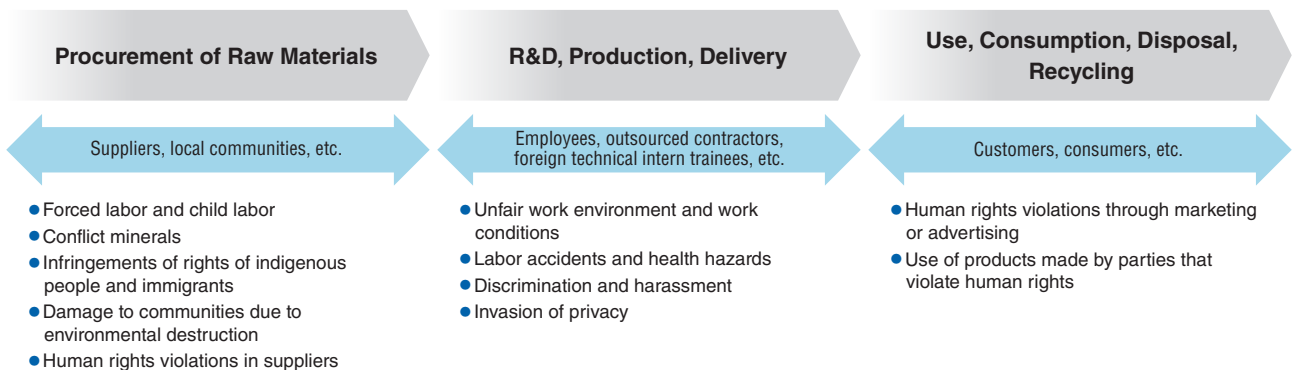 Procurement of Raw Materials
Suppliers, local communities, etc.
● Forced labor and child labor
● Conflict minerals
● Infringements of rights of indigenous
people and immigrants
● Damage to communities due to
environmental destruction
● Human rights violations in suppliers
R&D, Production, Delivery
Employees, outsourced contractors,
foreign technical intern trainees, etc.
● Unfair work environment and work
conditions
● Labor accidents and health hazards
● Discrimination and harassment
● Invasion of privacy
Use, Consumption, Disposal,
Recycling
Customers, consumers, etc.
● Human rights violations through marketing
or advertising
● Use of products made by parties that
violate human rights